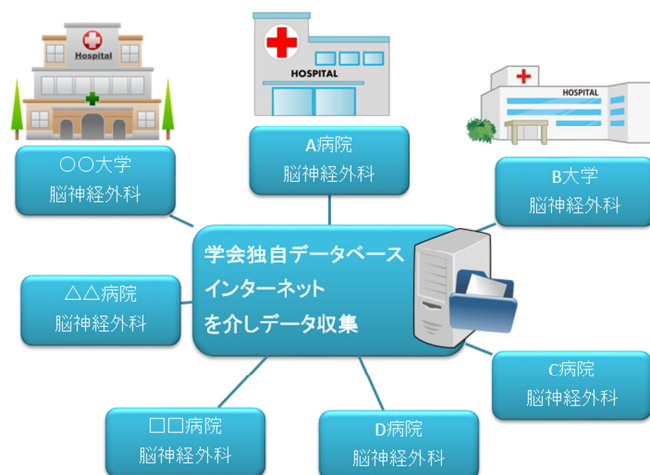 Hospital
HOSPITAL
HOSPITAL
〇〇大学
脳神経外科
A病院
脳神経外科
B大学
脳神経外科
学会独自データベース
インターネット
を介しデータ収集
△△病院
脳神経外科
C病院
脳神経外科
□□病院
脳神経外科
D病院
脳神経外科